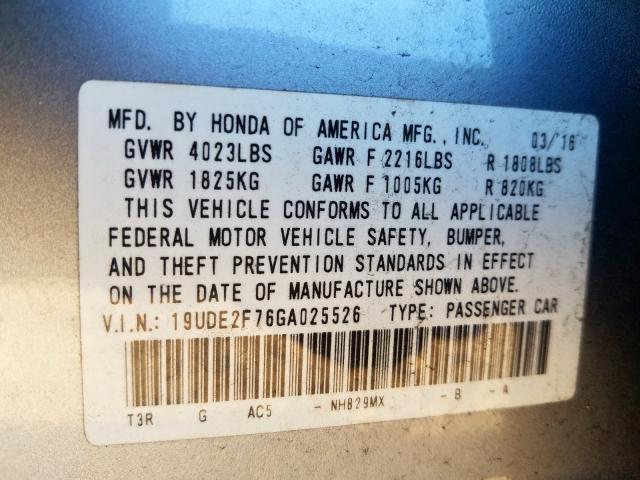 MFD. BY HONDA OF AMERICA MFG., INC. 03/16
GVWR 4023LBS GAWR F 2216LBS R 1808LBS
GVWR 1825KG GAWR F 1005KG R 820KG
THIS VEHICLE CONFORMS TO ALL APPLICABLE
FEDERAL MOTOR VEHICLE SAFETY, BUMPER,
AND THEFT PREVENTION STANDARDS IN EFFECT
ON THE DATE OF MANUFACTURE SHOWN ABOVE.
V.I.N.: 19UDE2F76GA025526 TYPE: PASSENGER CAR
T3R G AC5 - NH829MX - B - A